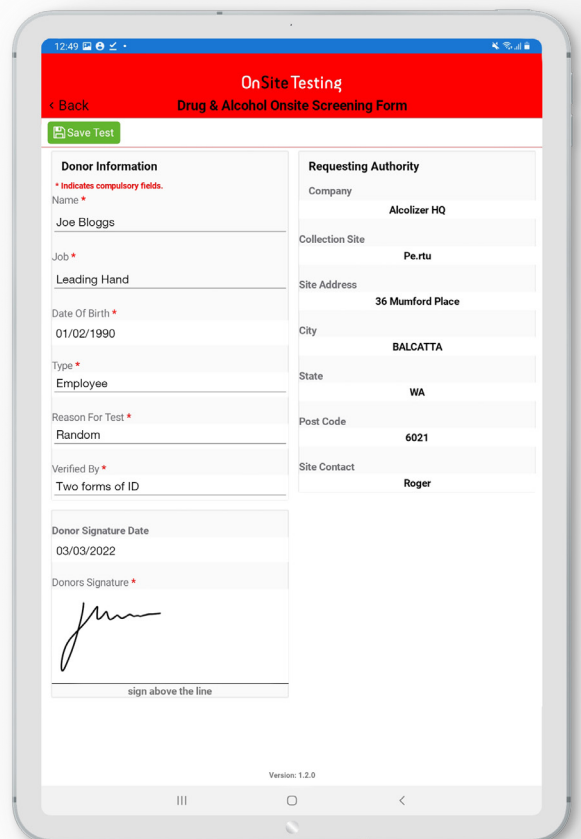 12:49
OnSiteTesting
< Back
Drug & Alcohol Onsite Screening Form
Save Test
Donor Information
* Indicates compulsory fields.
Name *
Joe Bloggs
Job *
Leading Hand
Date Of Birth *
01/02/1990
Type *
Employee
Reason For Test *
Random
Verified By *
Two forms of ID
Donor Signature Date
03/03/2022
Donors Signature *
sign above the line
Requesting Authority
Company
Alcolizer HQ
Collection Site
Pe.rtu
Site Address
36 Mumford Place
City
BALCATTA
State
WA
Post Code
6021
Site Contact
Roger
Version: 1.2.0